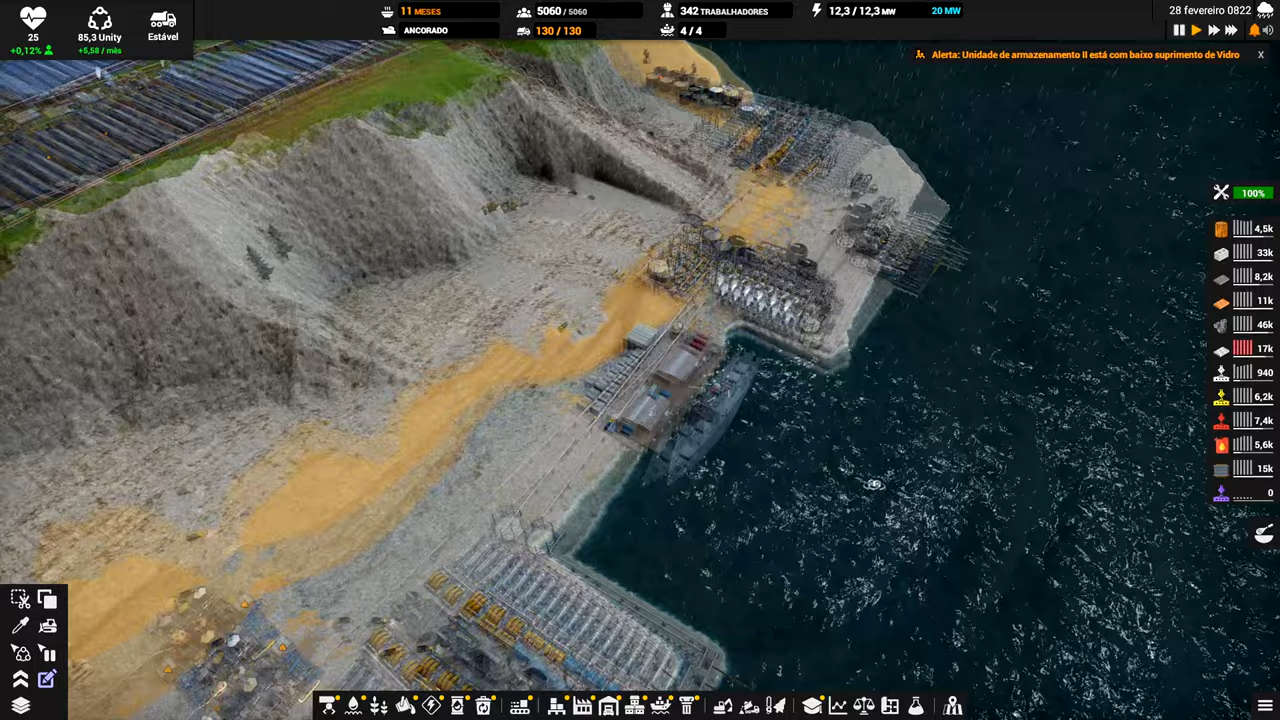 25
+0,12%
85,3 Unity
+5,58 / mês
Estável
11 MESES
ANCORADO
5060 / 5060
130 / 130
342 TRABALHADORES
4 / 4
12,3 / 12,3 MW
20 MW
28 fevereiro 0822
Alerta: Unidade de armazenamento II está com baixo suprimento de Vidro
X
100%
4,5k
33k
8,2k
11k
46k
17k
940
6,2k
7,4k
5,6k
15k
0